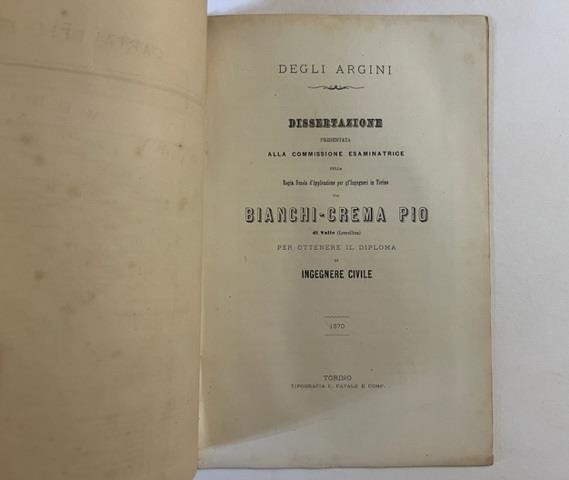 DEGLI ARGINI
DISSERTAZIONE
PRESENTATA
ALLA COMMISSIONE ESAMINATRICE
DELLA
Regia Scuola d'Applicazione per gl'Ingegneri in Torino
DA
BIANCHI-CREMA PIO
di Valle (Lomellina)
PER OTTENERE IL DIPLOMA
DI
INGEGNERE CIVILE
1870
TORINO
TIPOGRAFIA C. FAVALE E COMP.